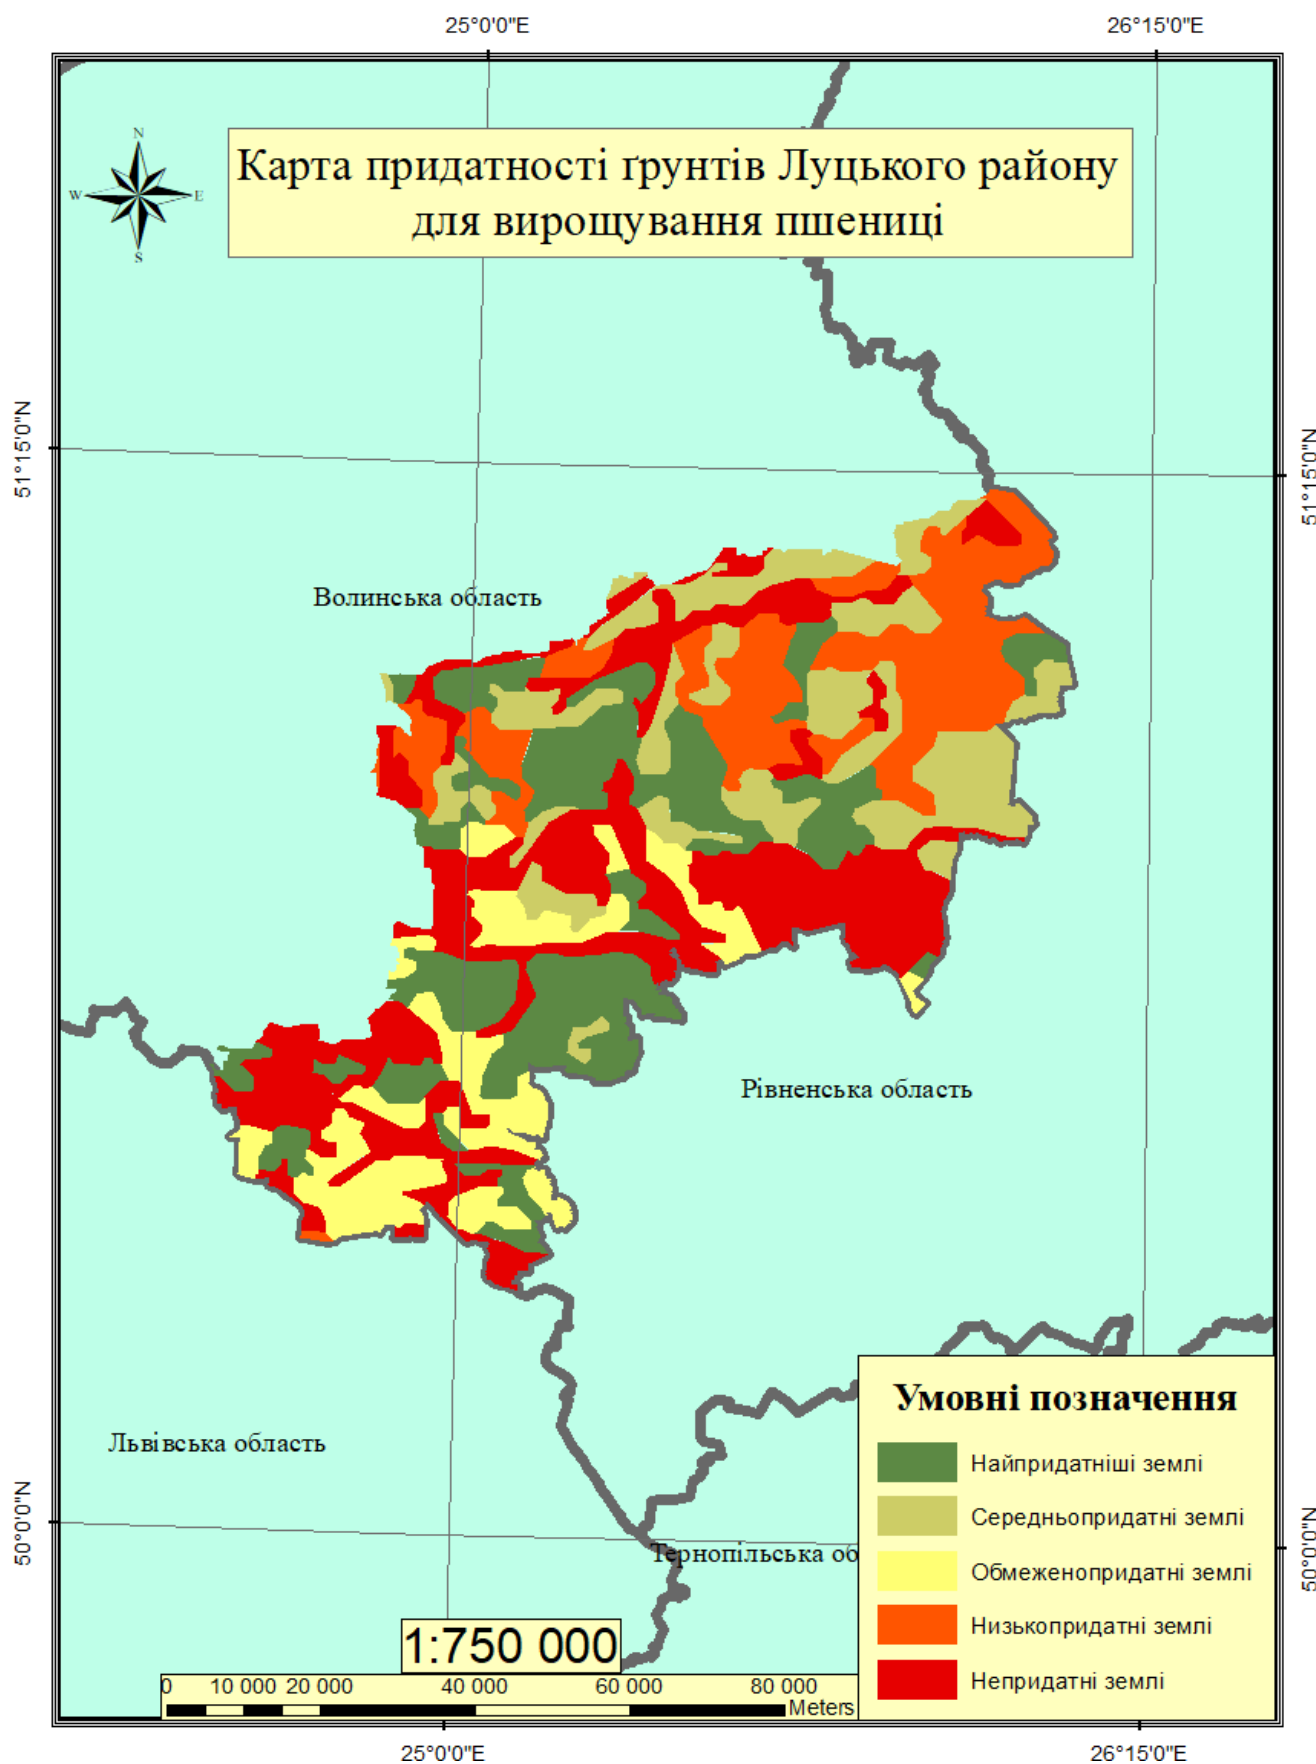 25°0'0"E
26°15'0"E
N
W
E
S
Карта придатності ґрунтів Луцького району
для вирощування пшениці
51°15'0"N
51°15'0"N
Волинська область
Рівненська область
Львівська область
Умовні позначення
Найпридатніші землі
Середньопридатні землі
Обмеженопридатні землі
Низькопридатні землі
Непридатні землі
50°0'0"N
50°0'0"N
Тернопільська об
1:750 000
0 10 000 20 000 40 000 60 000 80 000
Meters
25°0'0"E
26°15'0"E